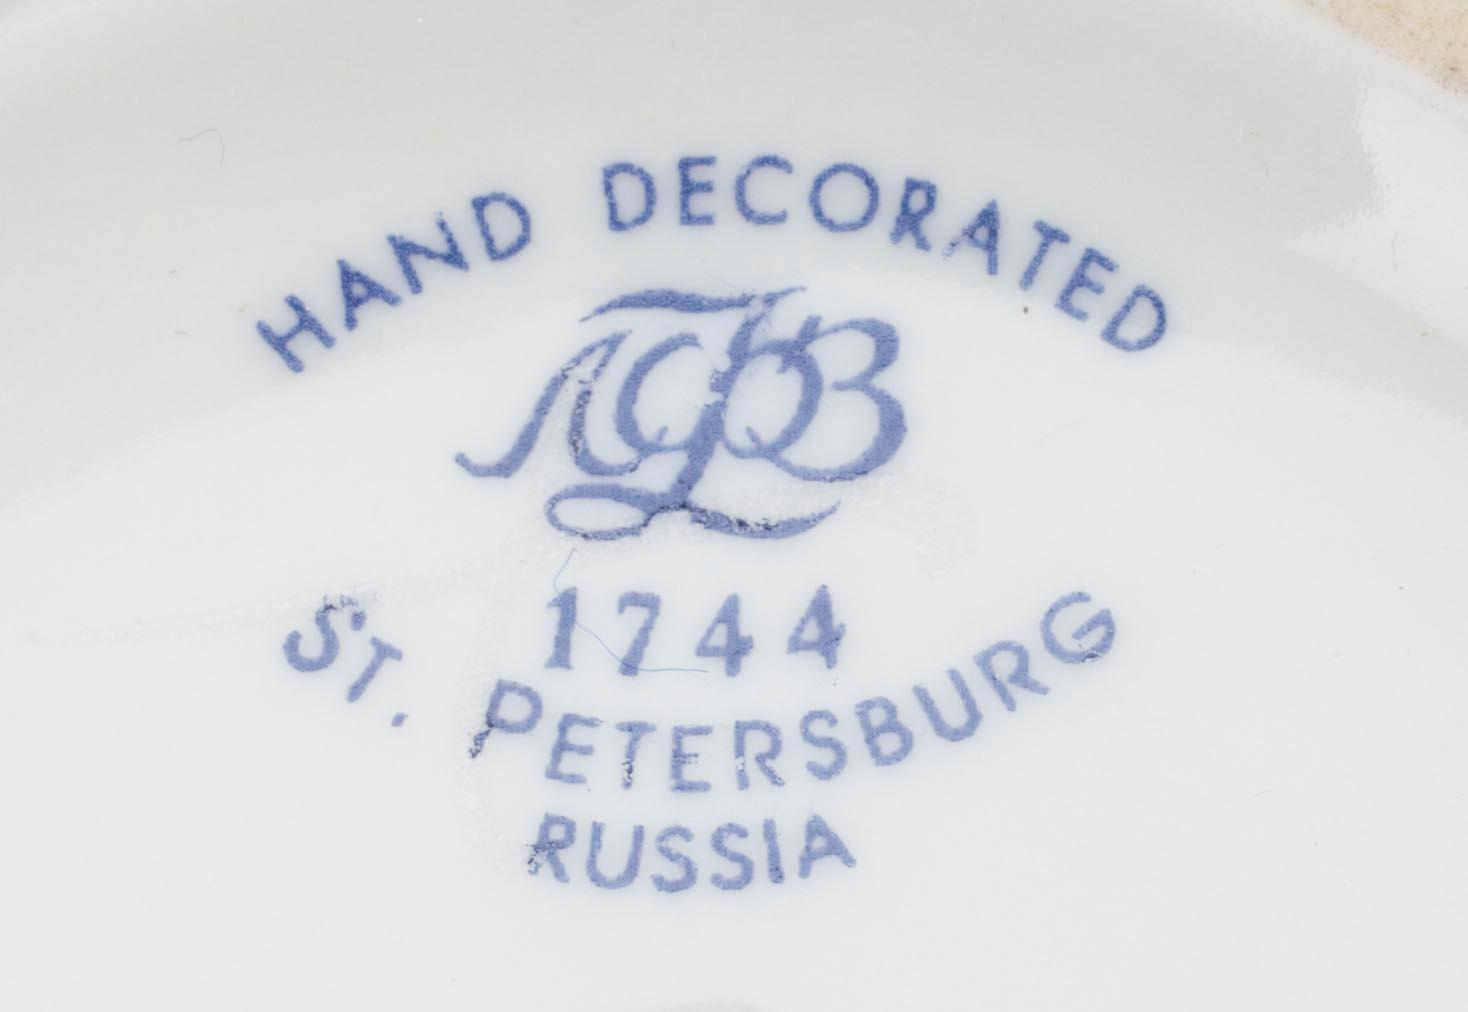 HAND DECORATED
ЛФЗ
1744
ST. PETERSBURG
RUSSIA